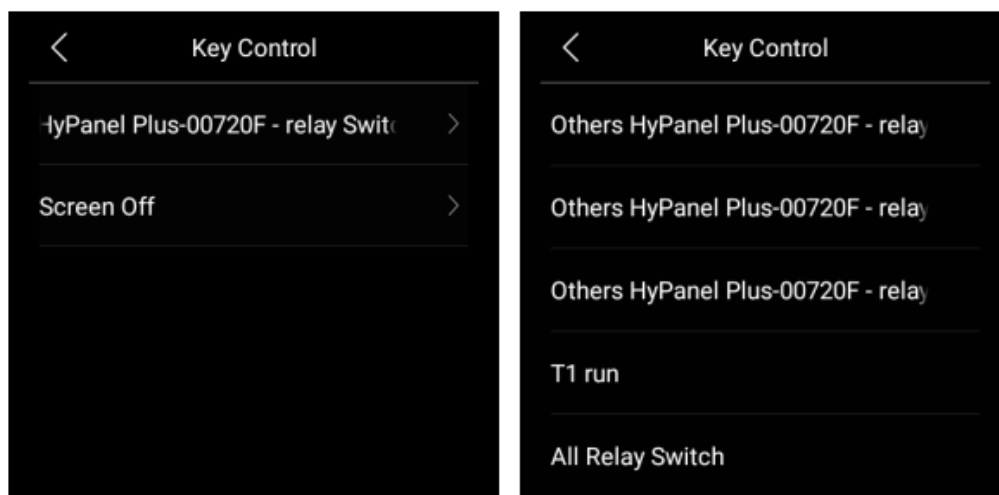 Key Control
HyPanel Plus-00720F - relay
Screen Off
Key Control
Others HyPanel Plus-00720F - relay
Others HyPanel Plus-00720F - relay
Others HyPanel Plus-00720F - relay
T1 run
All Relay Switch